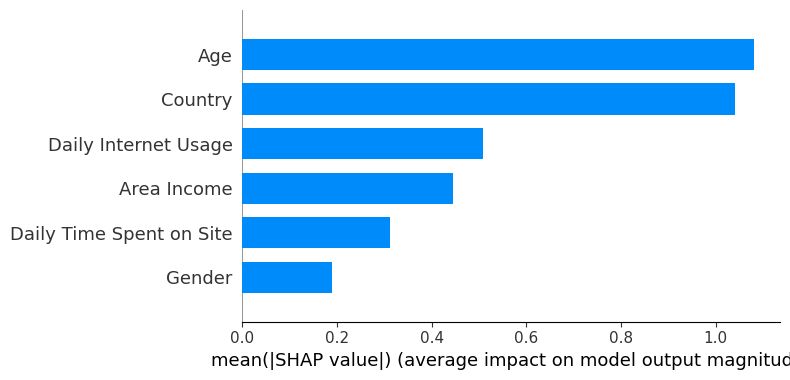 Age
Country
Daily Internet Usage
Area Income
Daily Time Spent on Site
Gender
0.0 0.2 0.4 0.6 0.8 1.0
mean(|SHAP value|) (average impact on model output magnitud